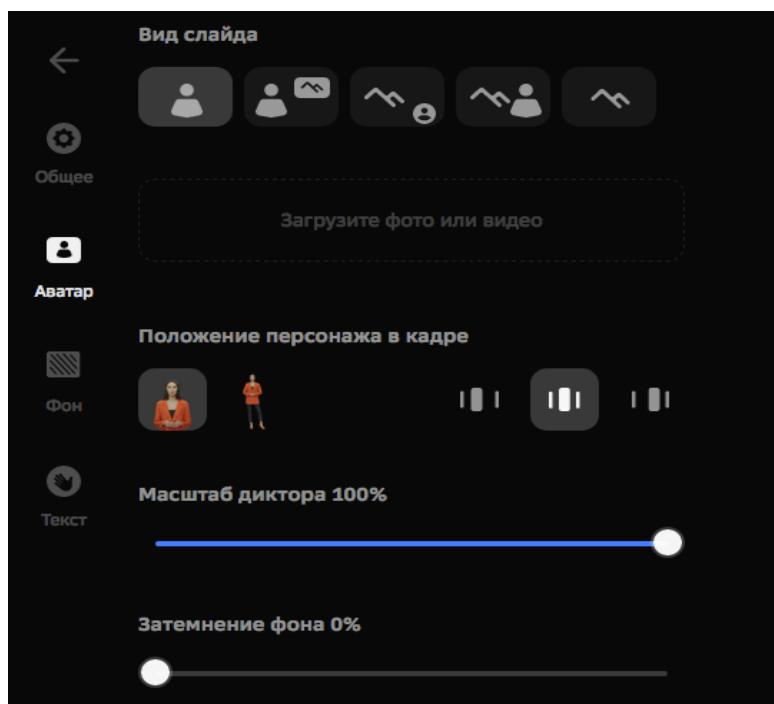 Вид слайда
Общее
Загрузите фото или видео
Аватар
Положение персонажа в кадре
Фон
Масштаб диктора 100%
Текст
Затемнение фона 0%